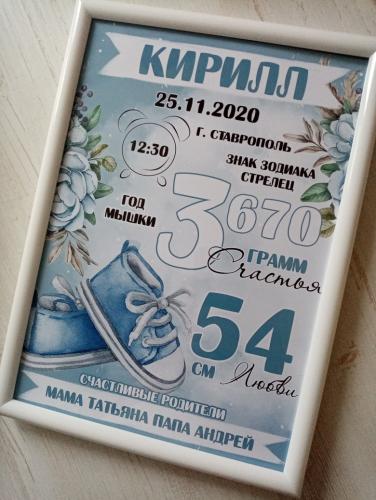 КИРИЛЛ
25.11.2020
Г. СТАВРОПОЛЬ
12:30
ЗНАК ЗОДИАКА
СТРЕЛЕЦ
ГОД
МЫШКИ
3670
ГРАММ
Счастья
54
СМ
Любви
СЧАСТЛИВЫЕ РОДИТЕЛИ
МАМА ТАТЬЯНА ПАПА АНДРЕЙ